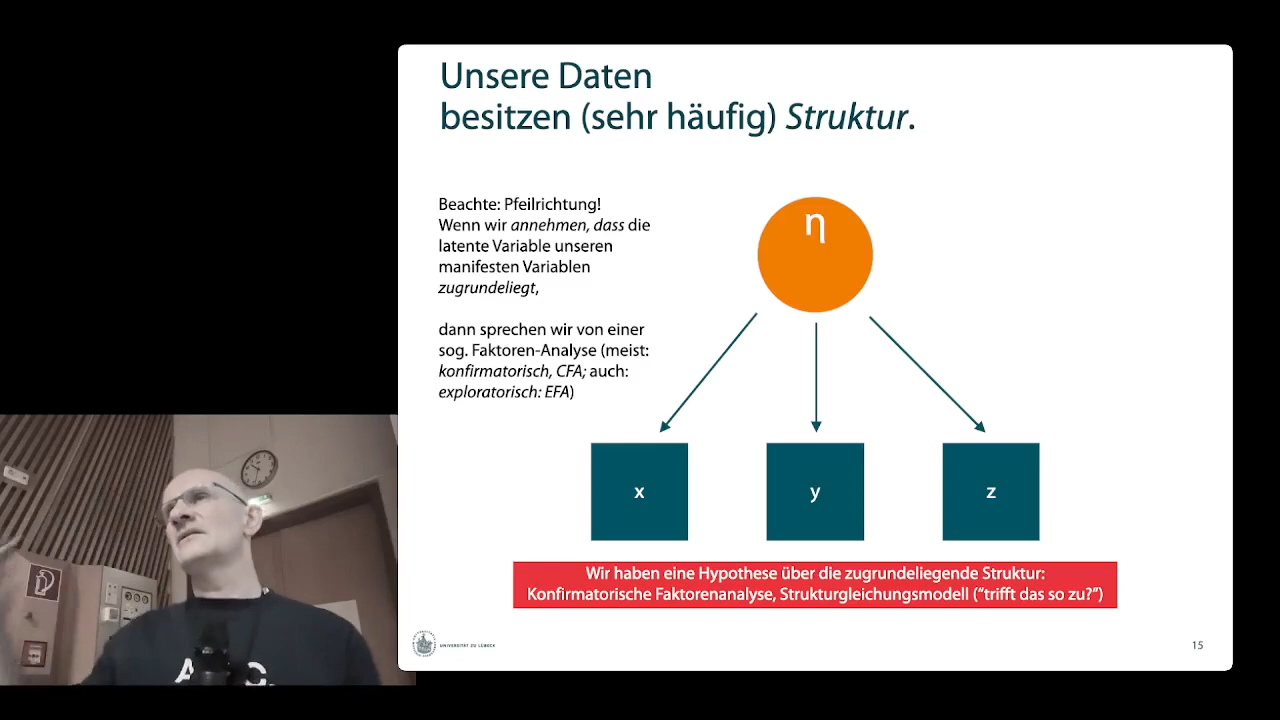 Unsere Daten
besitzen (sehr häufig) Struktur.
Beachte: Pfeilrichtung!
Wenn wir annehmen, dass die
latente Variable unseren
manifesten Variablen
zugrundeliegt,
dann sprechen wir von einer
sog. Faktoren-Analyse (meist:
konfirmatorisch, CFA; auch:
exploratorisch: EFA)
η
x
y
z
Wir haben eine Hypothese über die zugrundeliegende Struktur:
Konfirmatorische Faktorenanalyse, Strukturgleichungsmodell (“trifft das so zu?”)
UNIVERSITÄT ZU LÜBECK
15